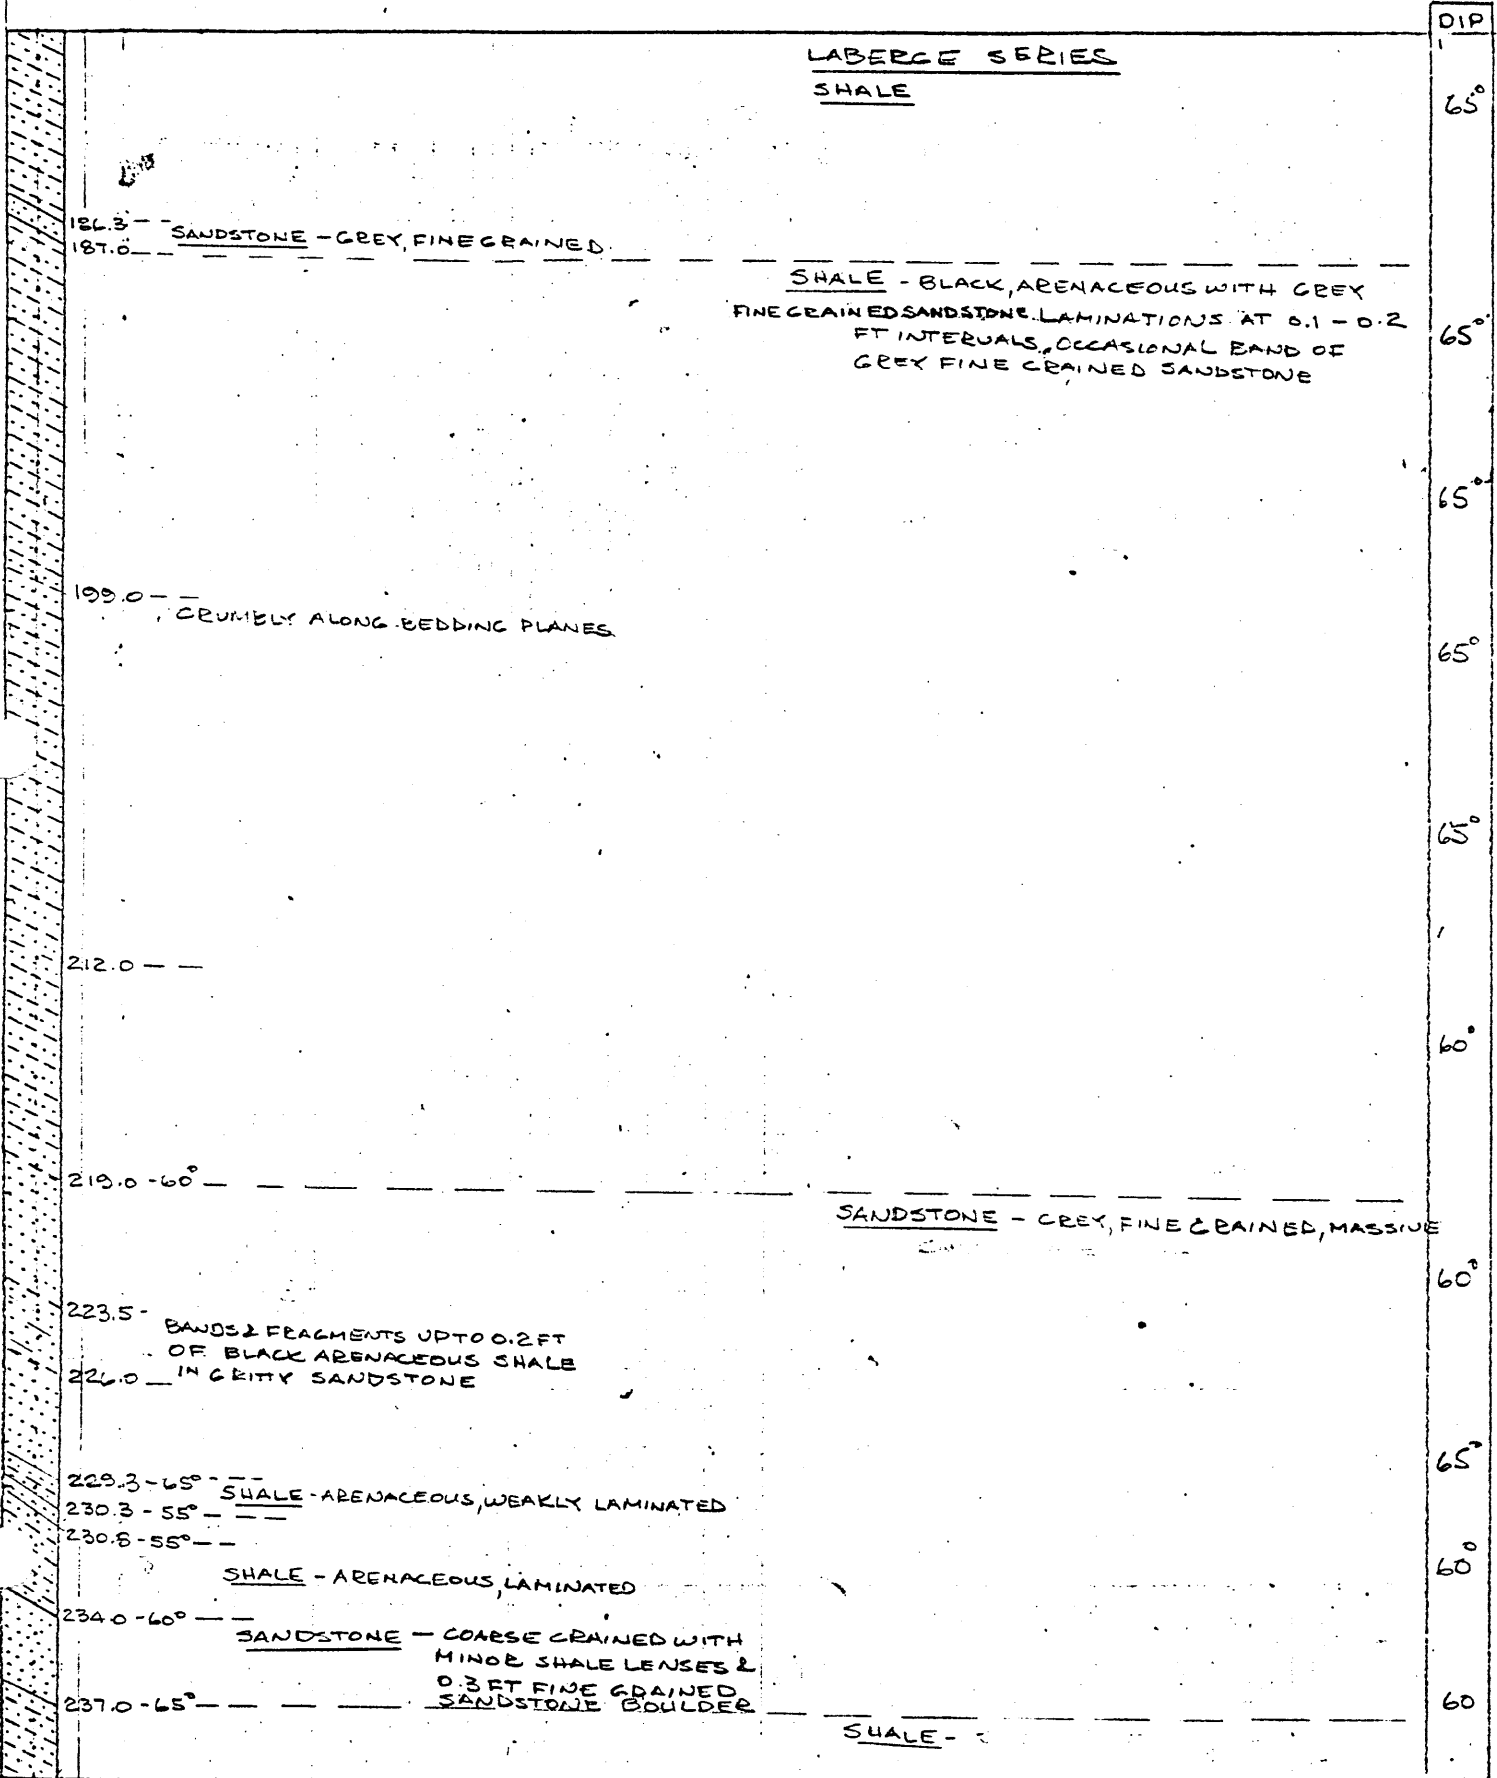 DIP
LABERGE SERIES
SHALE
65°
186.3 - - SANDSTONE - GREY, FINE GRAINED
187.0
SHALE - BLACK, ARENACEOUS WITH GREY
FINE GRAINED SANDSTONE LAMINATIONS AT 0.1 - 0.2
FT INTERVALS, OCCASIONAL BAND OF
65°
GREY FINE GRAINED SANDSTONE
65°
199.0
CRUMBLY ALONG BEDDING PLANES
65°
65°
212.0
60°
219.0 - 60°
SANDSTONE - GREY, FINE GRAINED, MASSIVE
60°
223.5 -
BANDS & FRAGMENTS UPTO 0.2 FT
OF BLACK ARENACEOUS SHALE
226.0 IN GRITTY SANDSTONE
65°
229.3 - 65°
SHALE - ARENACEOUS, WEAKLY LAMINATED
230.3 - 55°
230.8 - 55°
60°
SHALE - ARENACEOUS, LAMINATED
234.0 - 60°
SANDSTONE - COARSE GRAINED WITH
MINOR SHALE LENSES &
0.3 FT FINE GRAINED
237.0 - 65° SANDSTONE BOULDER
60
SHALE -